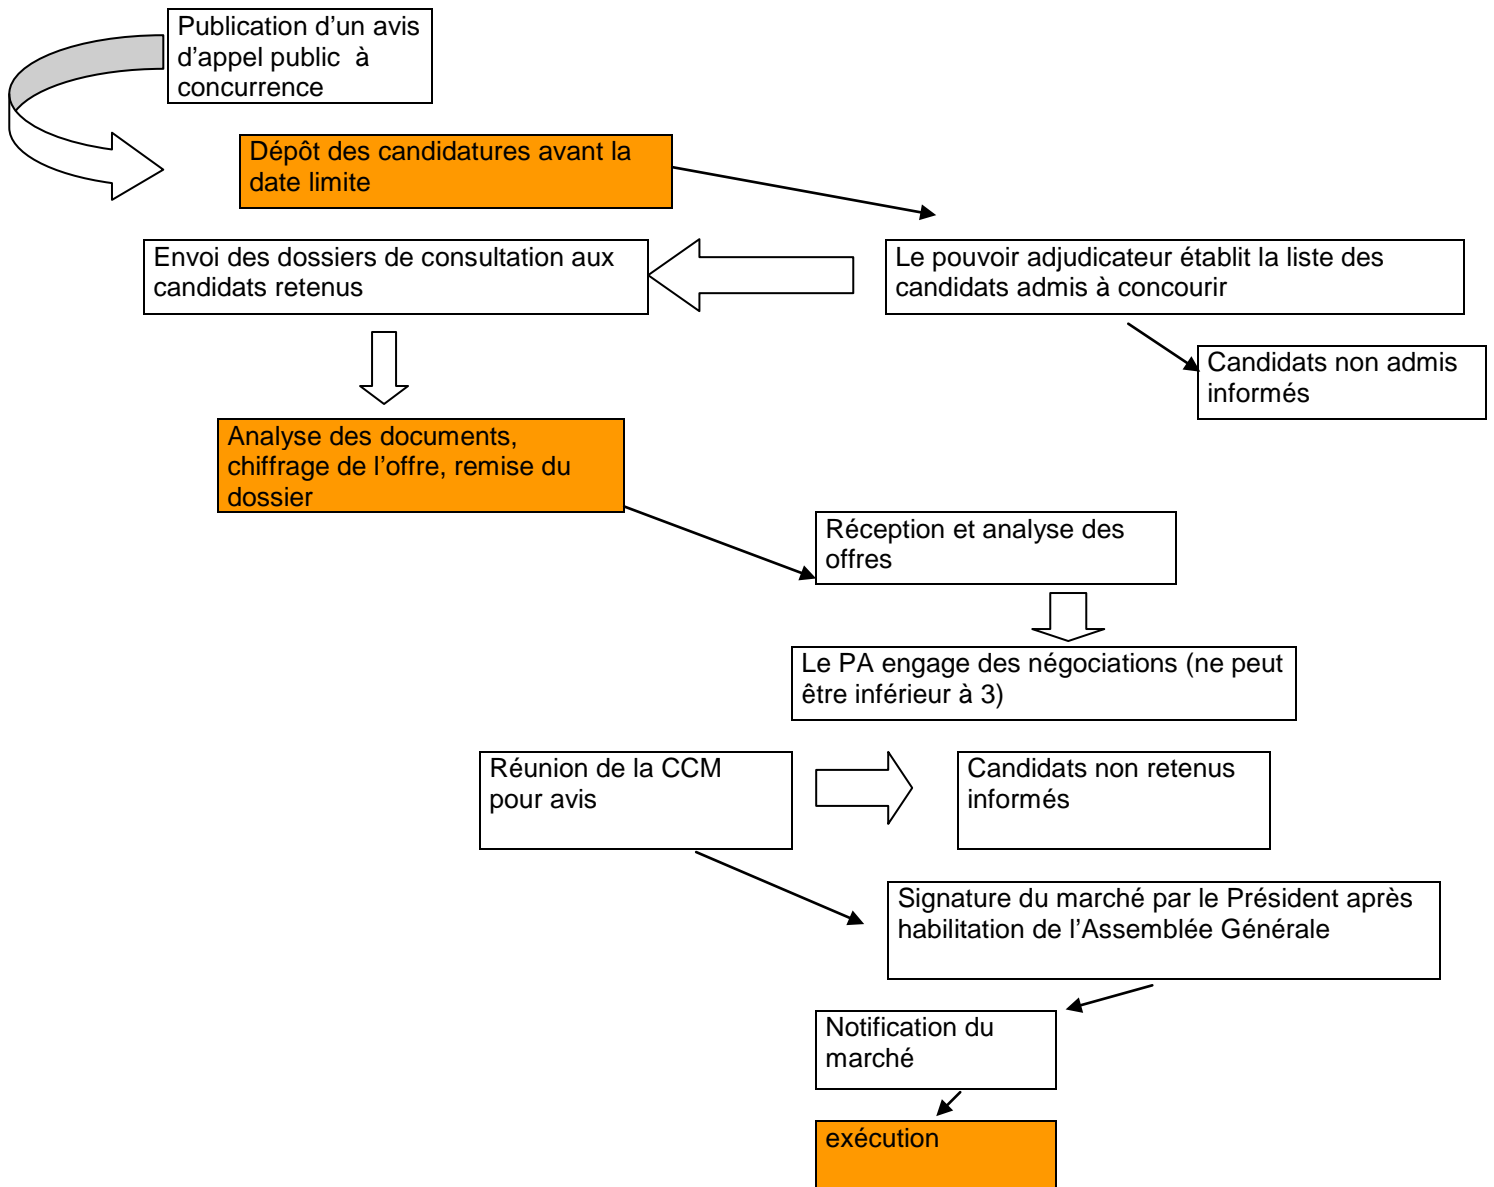 Publication d'un avis
d'appel public  à
concurrence
Dépôt des candidatures avant la
date limite
Envoi des dossiers de consultation aux
candidats retenus
Le pouvoir adjudicateur établit la liste des
candidats admis à concourir
Candidats non admis
informés
Analyse des documents,
chiffrage de l'offre, remise du
dossier
Réception et analyse des
offres
Le PA engage des négociations (ne peut
être inférieur à 3)
Réunion de la CCM
pour avis
Candidats non retenus
informés
Signature du marché par le Président après
habilitation de l'Assemblée Générale
Notification du
marché
exécution